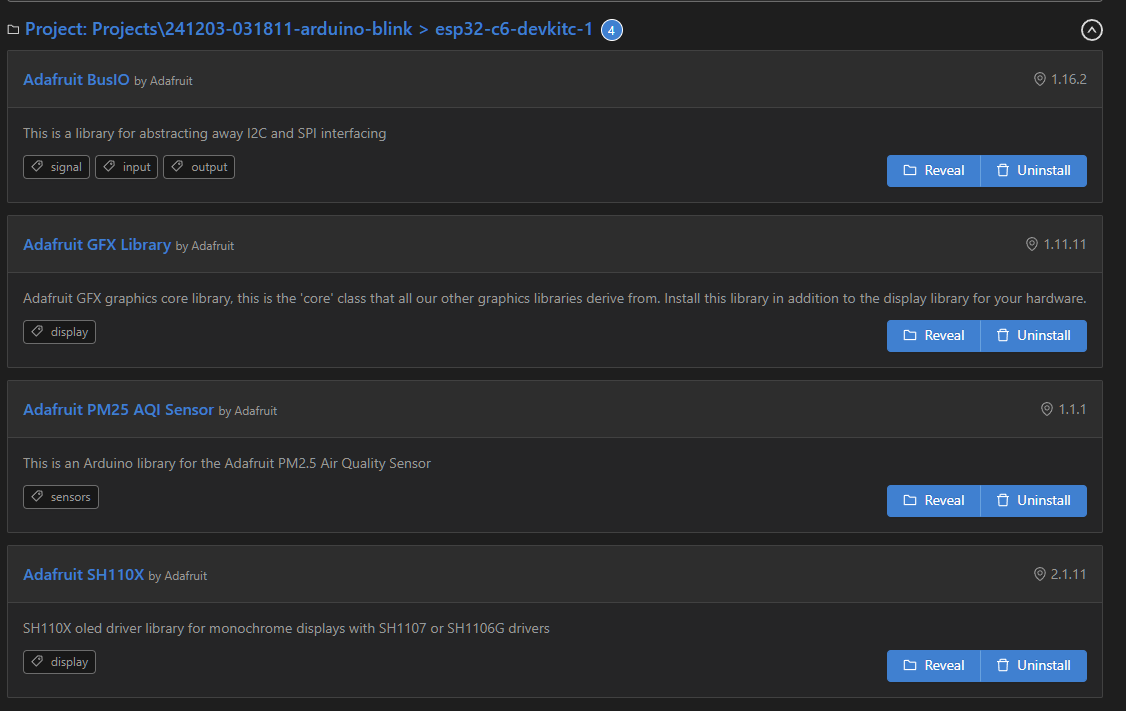 Project: Projects\241203-031811-arduino-blink > esp32-c6-devkitc-1 4
Adafruit BusIO by Adafruit 1.16.2
This is a library for abstracting away I2C and SPI interfacing
signal input output Reveal Uninstall
Adafruit GFX Library by Adafruit 1.11.11
Adafruit GFX graphics core library, this is the 'core' class that all our other graphics libraries derive from. Install this library in addition to the display library for your hardware.
display Reveal Uninstall
Adafruit PM25 AQI Sensor by Adafruit 1.1.1
This is an Arduino library for the Adafruit PM2.5 Air Quality Sensor
sensors Reveal Uninstall
Adafruit SH110X by Adafruit 2.1.11
SH110X oled driver library for monochrome displays with SH1107 or SH1106G drivers
display Reveal Uninstall